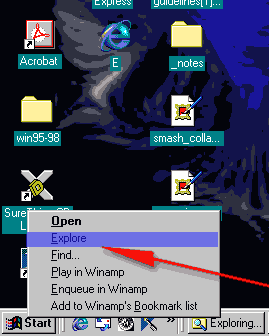 Express
guidelines[1]...
Acrobat
E
_notes
win95-98
smash_colla...
Open
Explore
Find...
Play in Winamp
Enqueue in Winamp
Add to Winamp's Bookmark list
Start
»
Exploring...